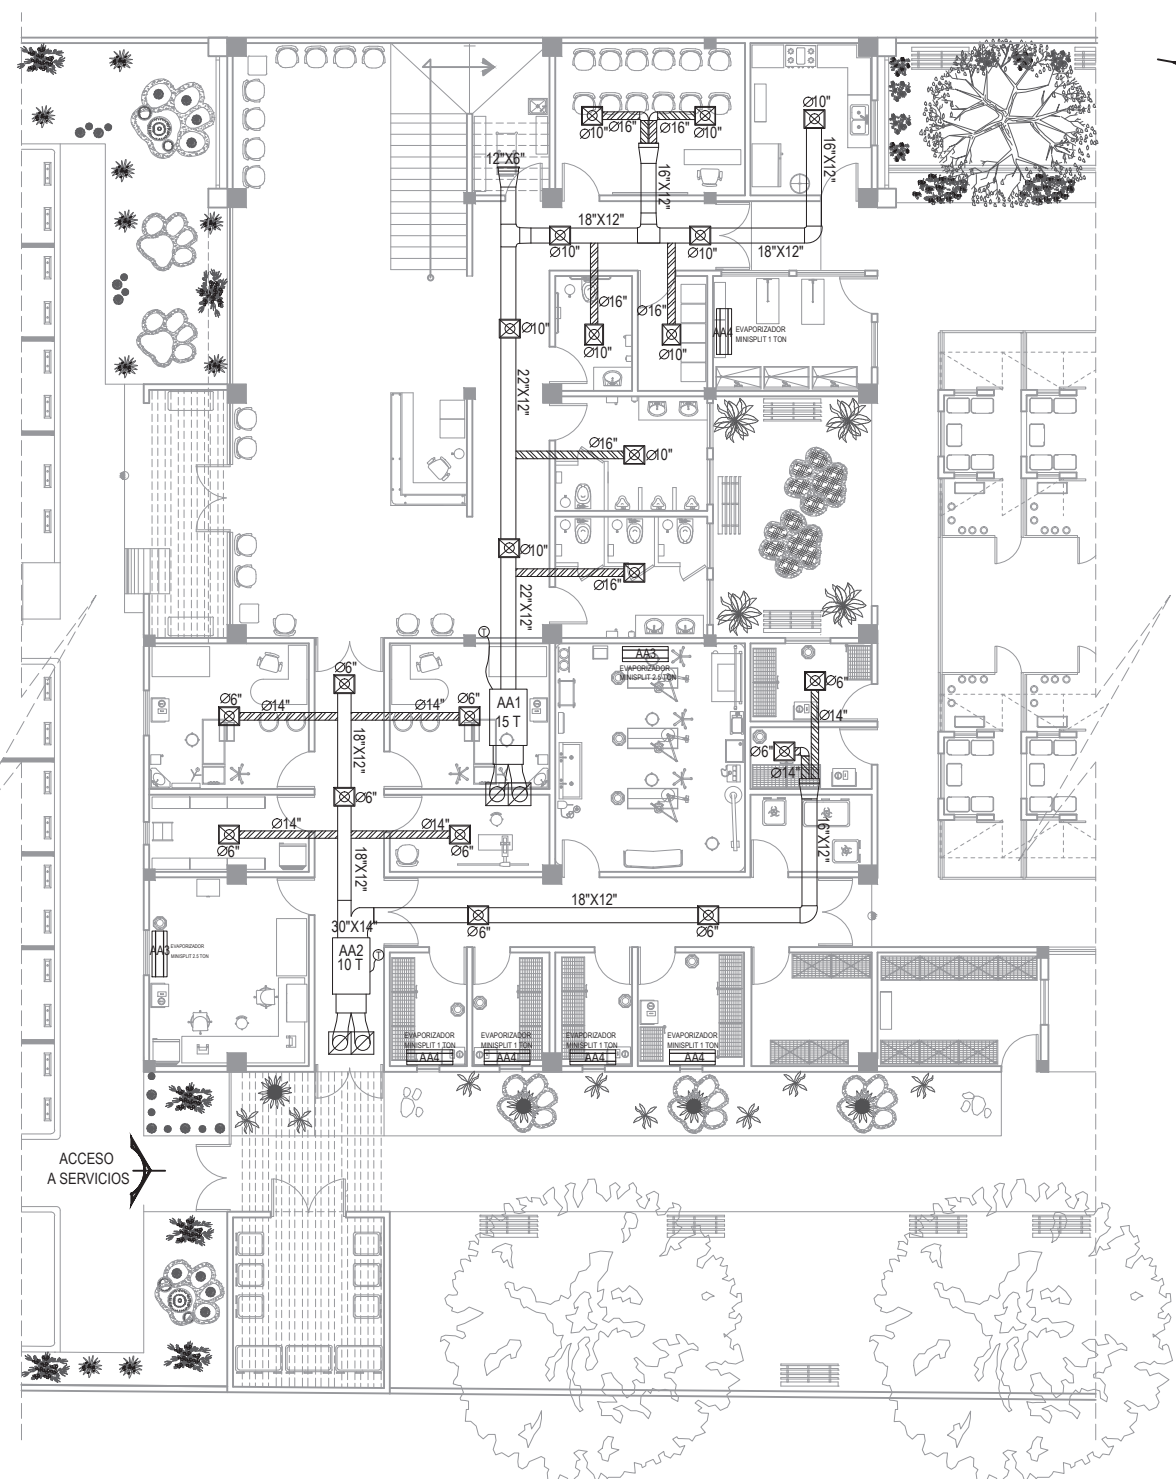 Ø10"
Ø10"
Ø16"
Ø16"
Ø10"
12"X6"
16"X12"
16"X12"
18"X12"
Ø10"
Ø10"
18"X12"
Ø16"
Ø16"
Ø10"
Ø10"
Ø10"
AA4
EVAPORIZADOR
MINISPLIT 1 TON
22"X12"
Ø16"
Ø10"
Ø10"
Ø16"
22"X12"
T
AA3
EVAPORIZADOR
MINISPLIT 2.5 TON
Ø6"
Ø6"
Ø14"
Ø14"
Ø6"
AA1
15 T
Ø6"
Ø14"
18"X12"
Ø6"
Ø14"
Ø6"
Ø14"
Ø14"
Ø6"
Ø6"
16"X12"
18"X12"
18"X12"
30"X14"
Ø6"
Ø6"
AA2
10 T
T
AA3
EVAPORIZADOR
MINISPLIT 2.5 TON
EVAPORIZADOR
MINISPLIT 1 TON
AA4
EVAPORIZADOR
MINISPLIT 1 TON
AA4
EVAPORIZADOR
MINISPLIT 1 TON
AA4
EVAPORIZADOR
MINISPLIT 1 TON
AA4
ACCESO
A SERVICIOS